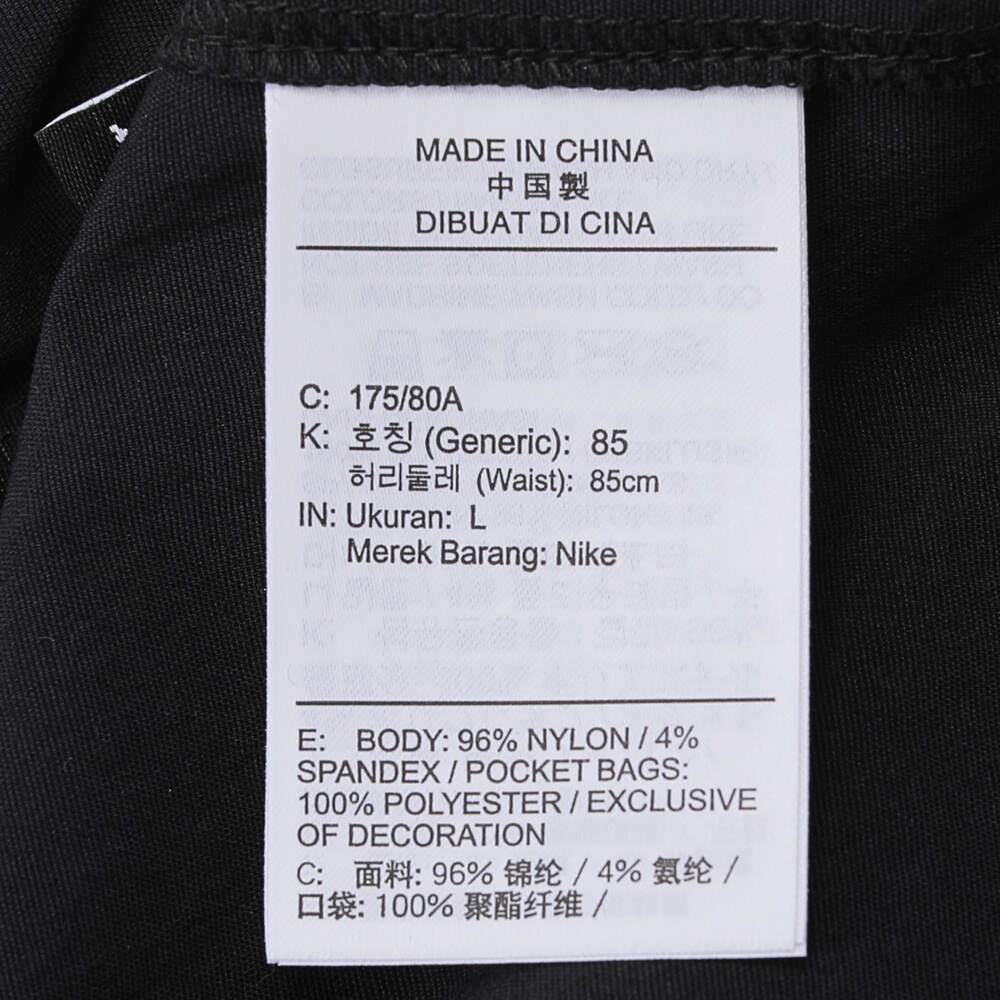 MADE IN CHINA
中国製
DIBUAT DI CINA
C: 175/80A
K: 호칭 (Generic): 85
허리둘레 (Waist): 85cm
IN: Ukuran: L
Merek Barang: Nike
E: BODY: 96% NYLON / 4%
SPANDEX / POCKET BAGS:
100% POLYESTER / EXCLUSIVE
OF DECORATION
C: 面料: 96% 锦纶 / 4% 氨纶 /
口袋: 100% 聚酯纤维 /